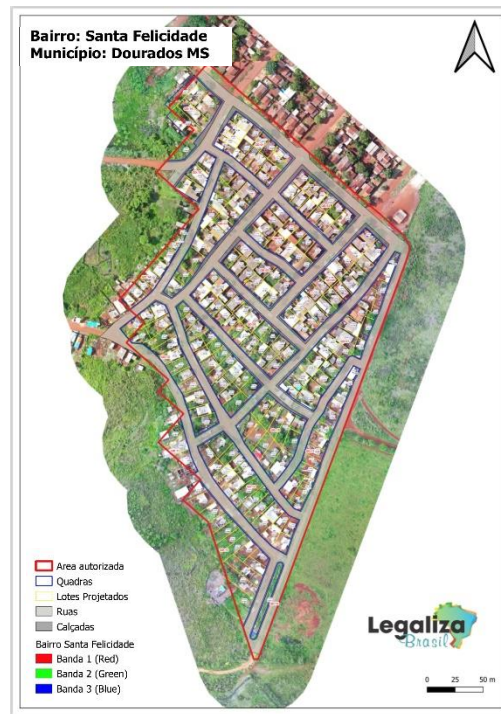 Bairro: Santa Felicidade
Município: Dourados MS
Area autorizada
Quadras
Lotes Projetados
Ruas
Calçadas
Bairro Santa Felicidade
Banda 1 (Red)
Banda 2 (Green)
Banda 3 (Blue)
Legaliza
Brasil
0 25 50 m